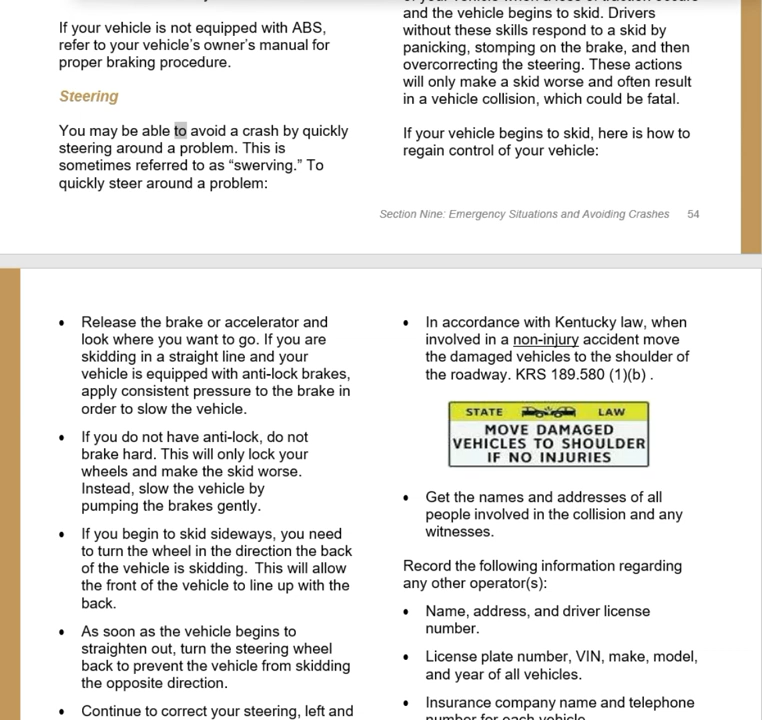 If your vehicle is not equipped with ABS,
refer to your vehicle's owner's manual for
proper braking procedure.
Steering
You may be able to avoid a crash by quickly
steering around a problem. This is
sometimes referred to as “swerving.” To
quickly steer around a problem:
and the vehicle begins to skid. Drivers
without these skills respond to a skid by
panicking, stomping on the brake, and then
overcorrecting the steering. These actions
will only make a skid worse and often result
in a vehicle collision, which could be fatal.
If your vehicle begins to skid, here is how to
regain control of your vehicle:
Section Nine: Emergency Situations and Avoiding Crashes 54
• Release the brake or accelerator and
look where you want to go. If you are
skidding in a straight line and your
vehicle is equipped with anti-lock brakes,
apply consistent pressure to the brake in
order to slow the vehicle.
• If you do not have anti-lock, do not
brake hard. This will only lock your
wheels and make the skid worse.
Instead, slow the vehicle by
pumping the brakes gently.
• If you begin to skid sideways, you need
to turn the wheel in the direction the back
of the vehicle is skidding. This will allow
the front of the vehicle to line up with the
back.
• As soon as the vehicle begins to
straighten out, turn the steering wheel
back to prevent the vehicle from skidding
the opposite direction.
• Continue to correct your steering, left and
• In accordance with Kentucky law, when
involved in a non-injury accident move
the damaged vehicles to the shoulder of
the roadway. KRS 189.580 (1)(b) .
STATE LAW
MOVE DAMAGED
VEHICLES TO SHOULDER
IF NO INJURIES
• Get the names and addresses of all
people involved in the collision and any
witnesses.
Record the following information regarding
any other operator(s):
• Name, address, and driver license
number.
• License plate number, VIN, make, model,
and year of all vehicles.
• Insurance company name and telephone
number for each vehicle